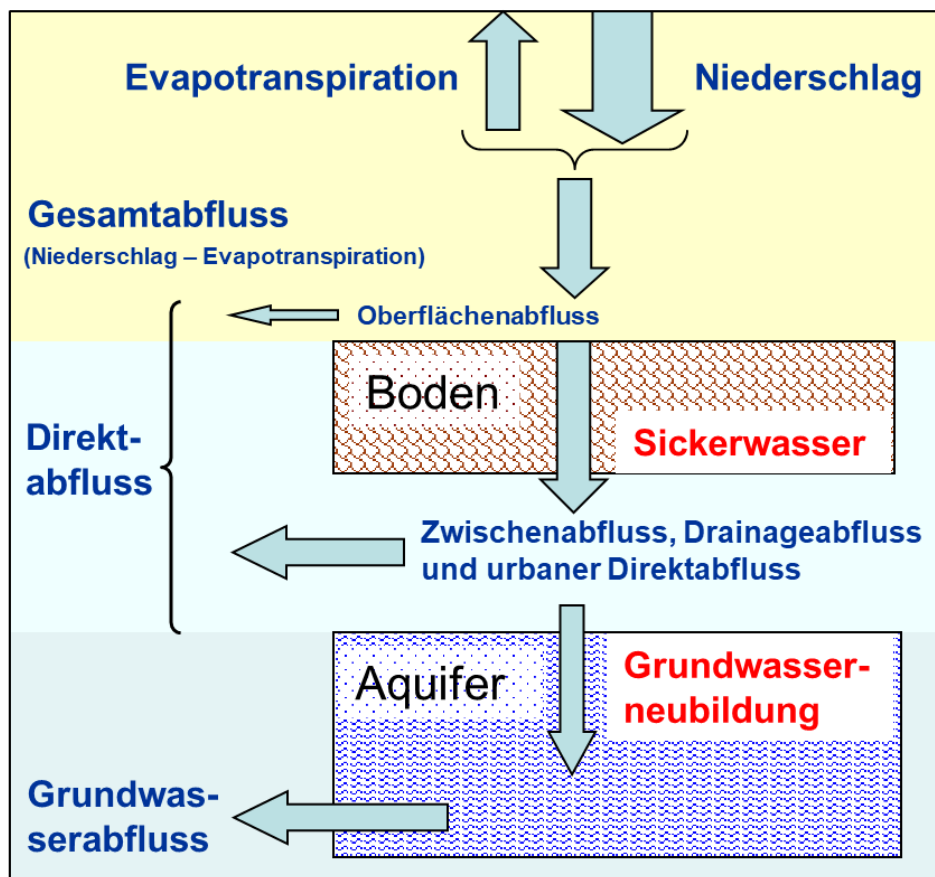 Evapotranspiration
Niederschlag
Gesamtabfluss
(Niederschlag – Evapotranspiration)
Oberflächenabfluss
Boden
Sickerwasser
Direkt-
abfluss
Zwischenabfluss, Drainageabfluss
und urbaner Direktabfluss
Aquifer
Grundwasser-
neubildung
Grundwas-
serabfluss